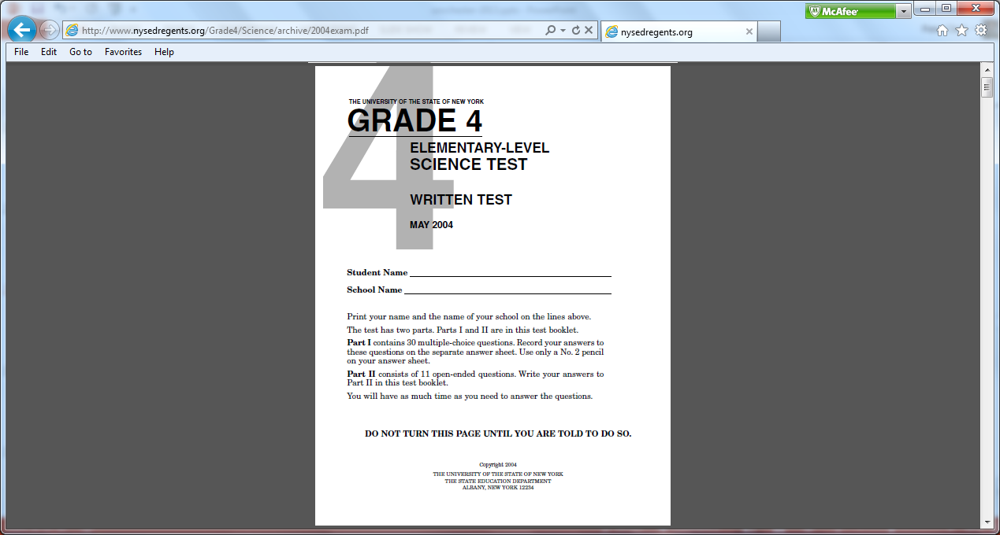 McAfee
http://www.nysedregents.org/Grade4/Science/archive/2004exam.pdf
nysedregents.org
File Edit Go to Favorites Help
4
THE UNIVERSITY OF THE STATE OF NEW YORK
GRADE 4
ELEMENTARY-LEVEL
SCIENCE TEST
WRITTEN TEST
MAY 2004
Student Name
School Name
Print your name and the name of your school on the lines above.
The test has two parts. Parts I and II are in this test booklet.
Part I contains 30 multiple-choice questions. Record your answers to
these questions on the separate answer sheet. Use only a No. 2 pencil
on your answer sheet.
Part II consists of 11 open-ended questions. Write your answers to
Part II in this test booklet.
You will have as much time as you need to answer the questions.
DO NOT TURN THIS PAGE UNTIL YOU ARE TOLD TO DO SO.
Copyright 2004
THE UNIVERSITY OF THE STATE OF NEW YORK
THE STATE EDUCATION DEPARTMENT
ALBANY, NEW YORK 12234